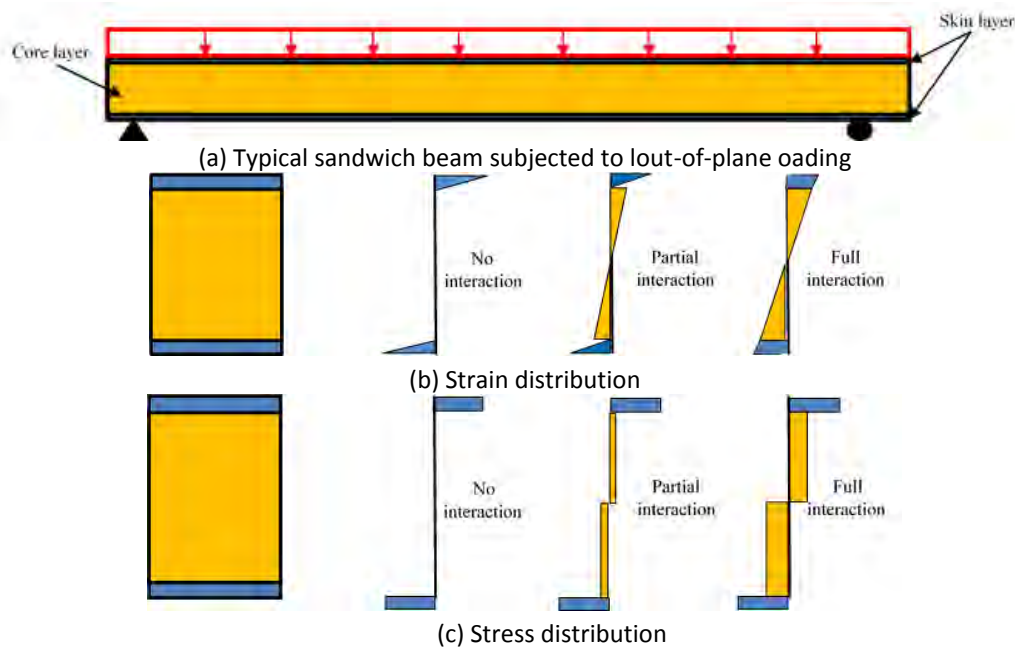 Skin layer
Core layer
(a) Typical sandwich beam subjected to lout-of-plane oading
No
interaction
Partial
interaction
Full
interaction
(b) Strain distribution
No
interaction
Partial
interaction
Full
interaction
(c) Stress distribution